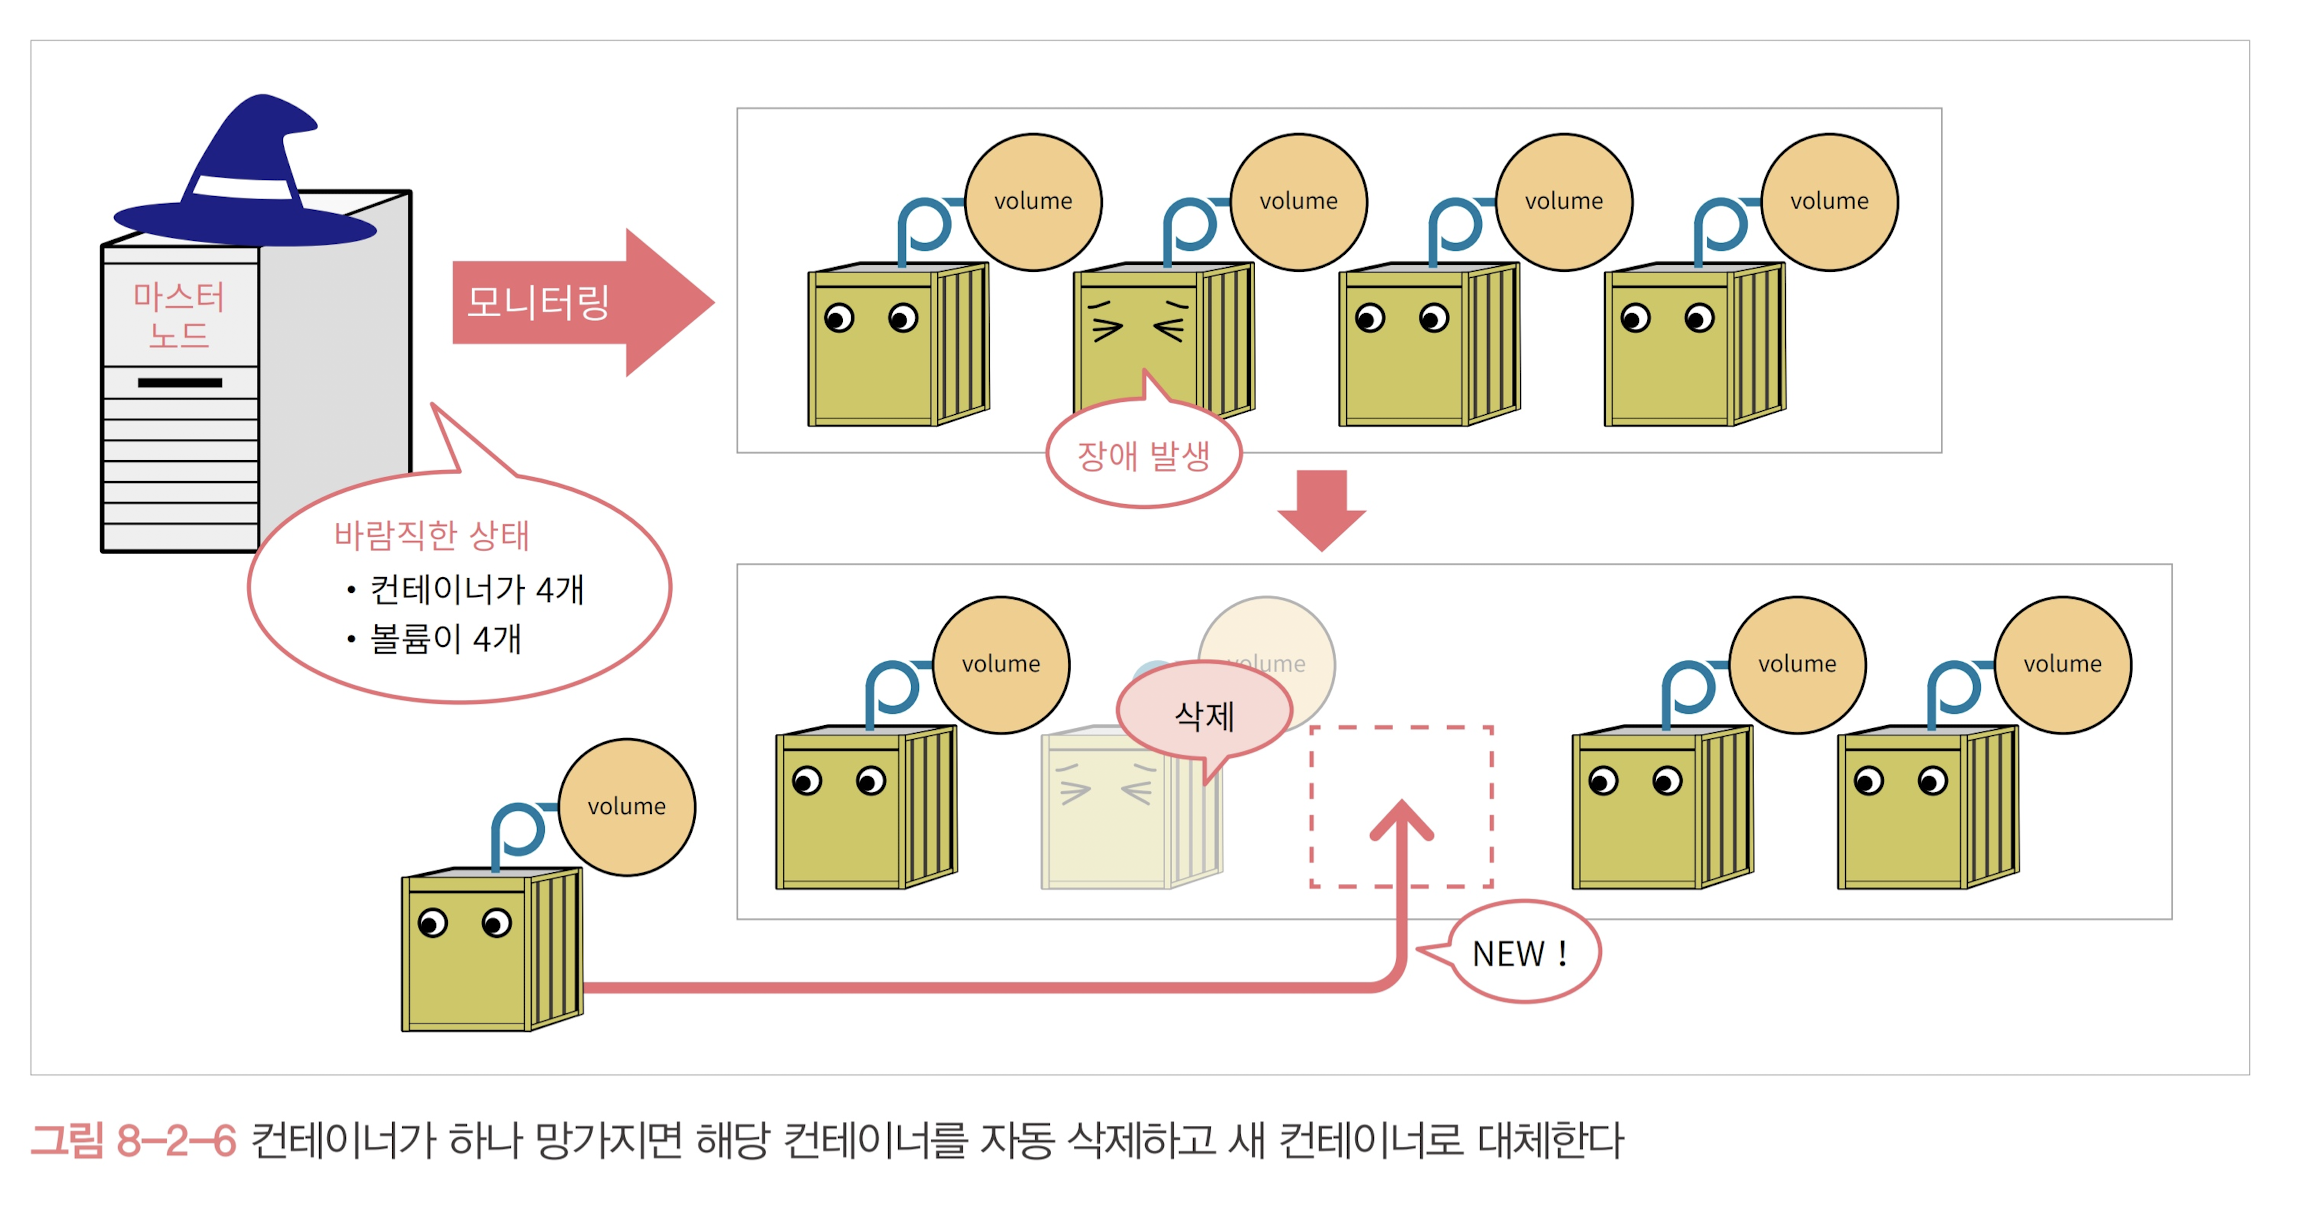 마스터
노드
모니터링
바람직한 상태
• 컨테이너가 4개
• 볼륨이 4개
volume
volume
volume
volume
장애 발생
volume
volume
삭제
volume
volume
volume
NEW !
그림 8-2-6 컨테이너가 하나 망가지면 해당 컨테이너를 자동 삭제하고 새 컨테이너로 대체한다